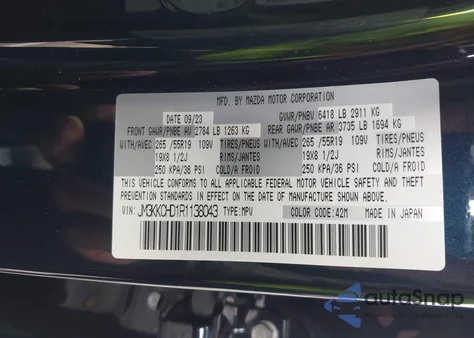 MFD. BY MAZDA MOTOR CORPORATION
DATE 09/23 GVWR/PNBV 6418 LB 2911 KG
FRONT GAWR/PNBE AV 2784 LB 1263 KG REAR GAWR/PNBE AR 3735 LB 1694 KG
WITH/AVEC 265 /55R19 109V TIRES/PNEUS WITH/AVEC 265 /55R19 109V TIRES/PNEUS
19X8 1/2J RIMS/JANTES 19X8 1/2J RIMS/JANTES
250 KPA/36 PSI COLD/A FROID 250 KPA/36 PSI COLD/A FROID
THIS VEHICLE CONFORMS TO ALL APPLICABLE FEDERAL MOTOR VEHICLE SAFETY
STANDARDS IN EFFECT ON THE DATE OF MANUFACTURE SHOWN ABOVE.
VIN: JM3KKCHD1R1138043 TYPE: MPV COLOR CODE: 42M MADE IN JAPAN
autoSnap